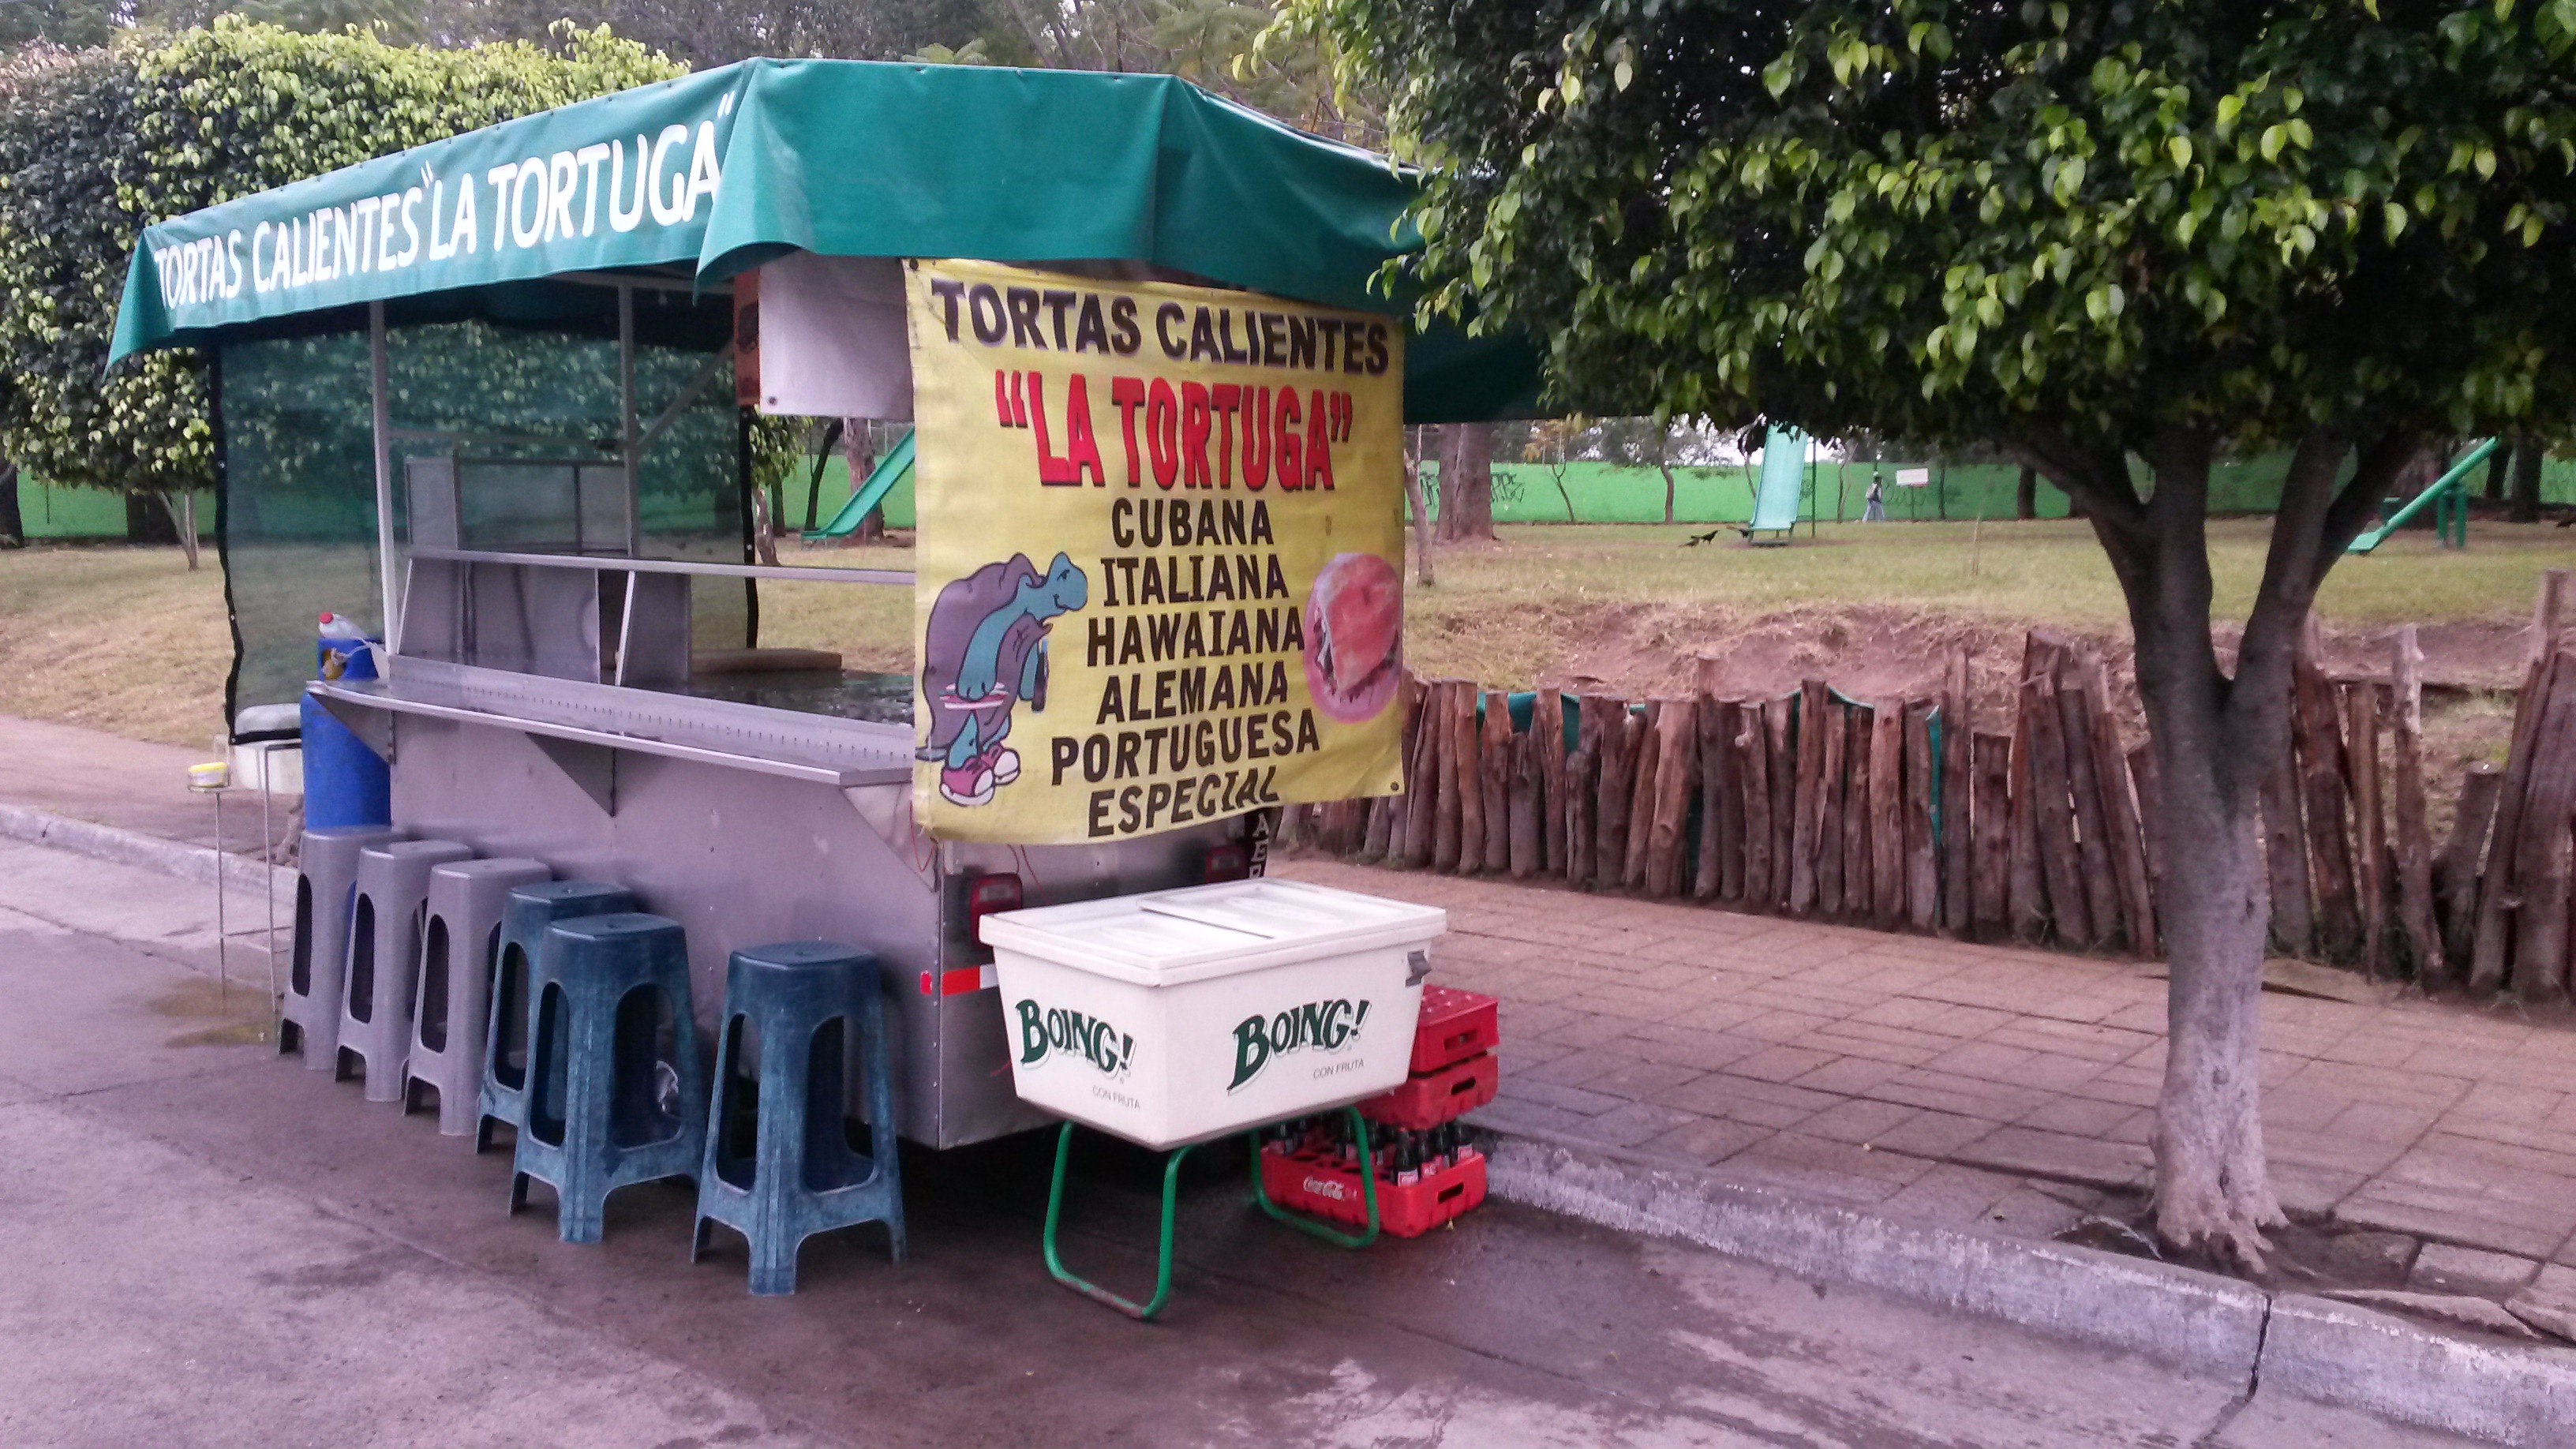 TORTAS CALIENTES "LA TORTUGA"
TORTAS CALIENTES
"LA TORTUGA"
CUBANA
ITALIANA
HAWAIANA
ALEMANA
PORTUGUESA
ESPECIAL
BOING!
CON FRUTA
BOING!
CON FRUTA
Coca-Cola